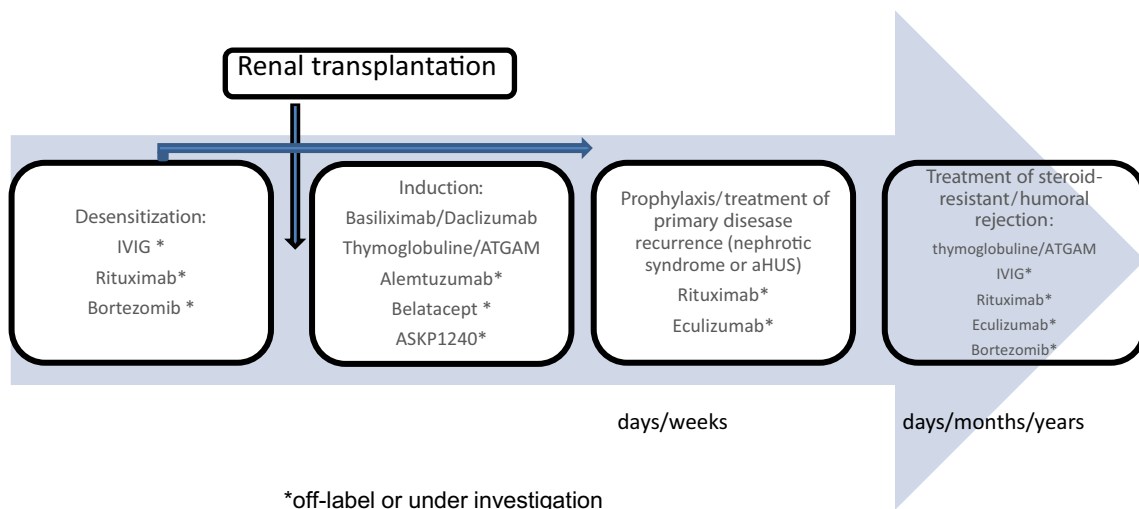 Renal transplantation
Desensitization:
IVIG *
Rituximab*
Bortezomib *
Induction:
Basiliximab/Daclizumab
Thymoglobuline/ATGAM
Alemtuzumab*
Belatacept *
ASKP1240*
Prophylaxis/treatment of
primary disesase
recurrence (nephrotic
syndrome or aHUS)
Rituximab*
Eculizumab*
Treatment of steroid-
resistant/humoral
rejection:
thymoglobuline/ATGAM
IVIG*
Rituximab*
Eculizumab*
Bortezomib*
days/weeks
days/months/years
*off-label or under investigation